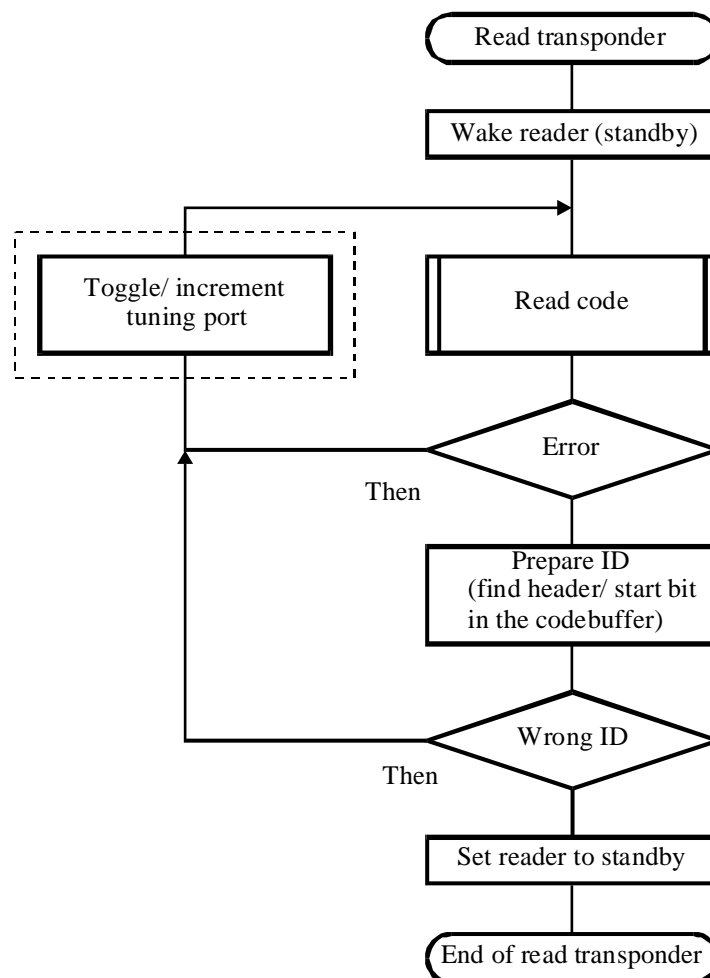 Read transponder
Wake reader (standby)
Toggle/ increment
tuning port
Read code
Error
Then
Prepare ID
(find header/ start bit
in the codebuffer)
Wrong ID
Then
Set reader to standby
End of read transponder